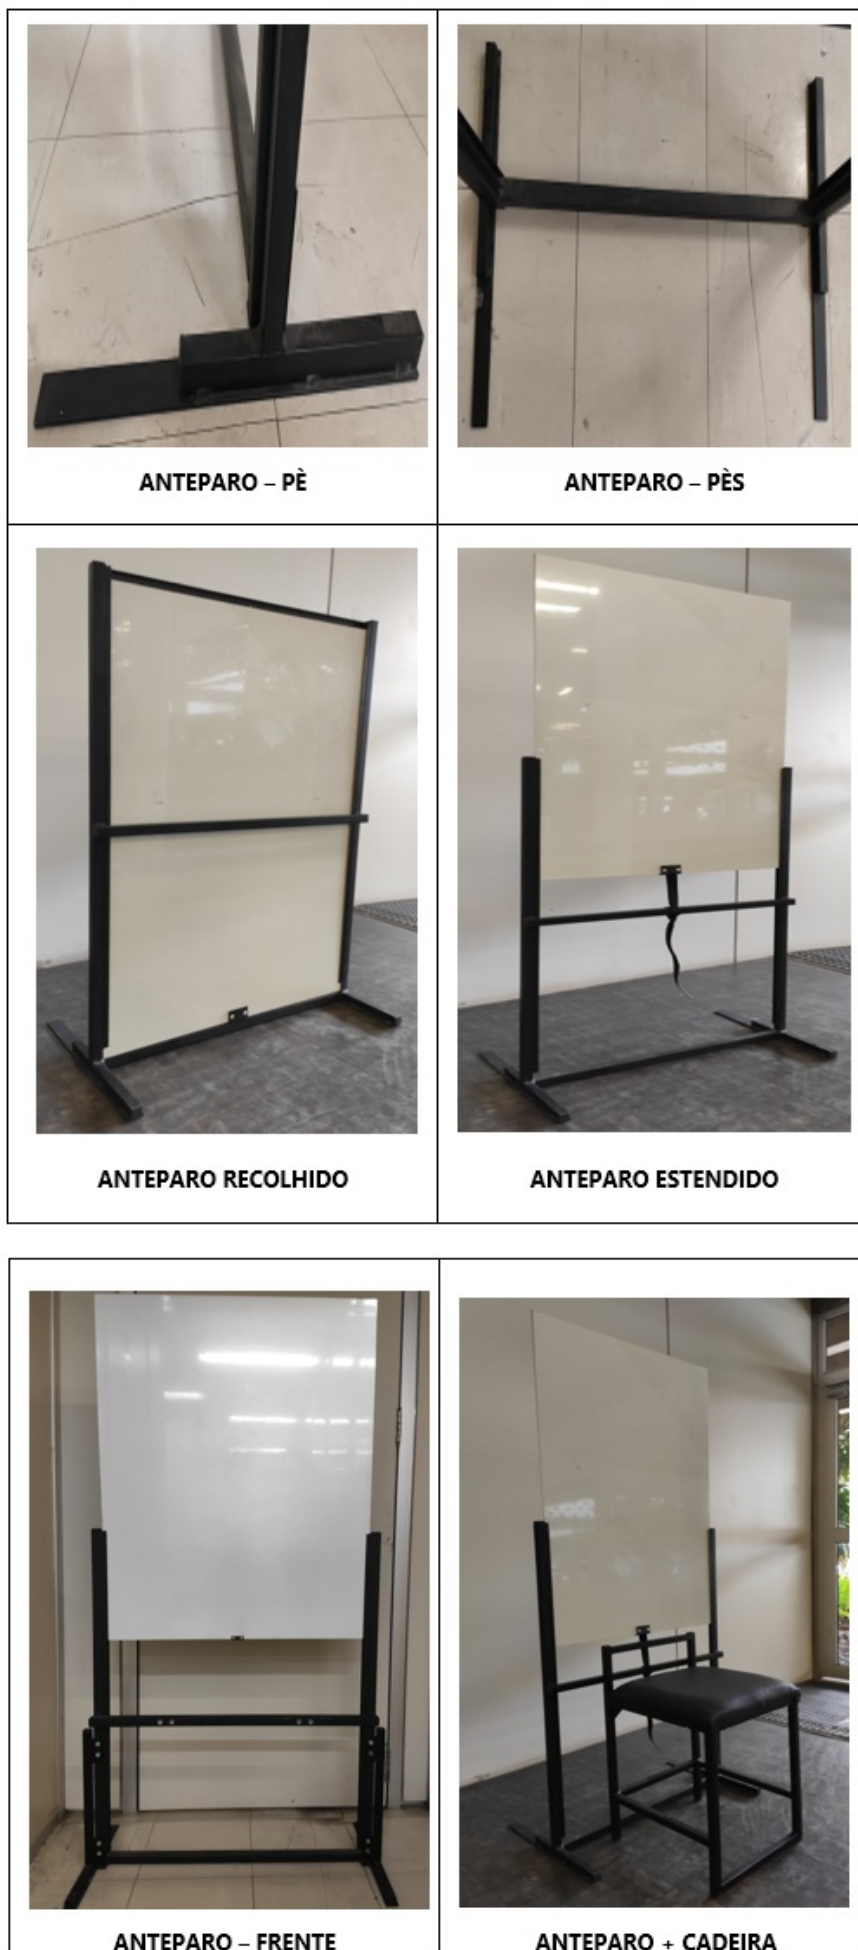 ANTEPARO – PÈ
ANTEPARO – PÈS
ANTEPARO RECOLHIDO
ANTEPARO ESTENDIDO
ANTEPARO – FRENTE
ANTEPARO + CADEIRA